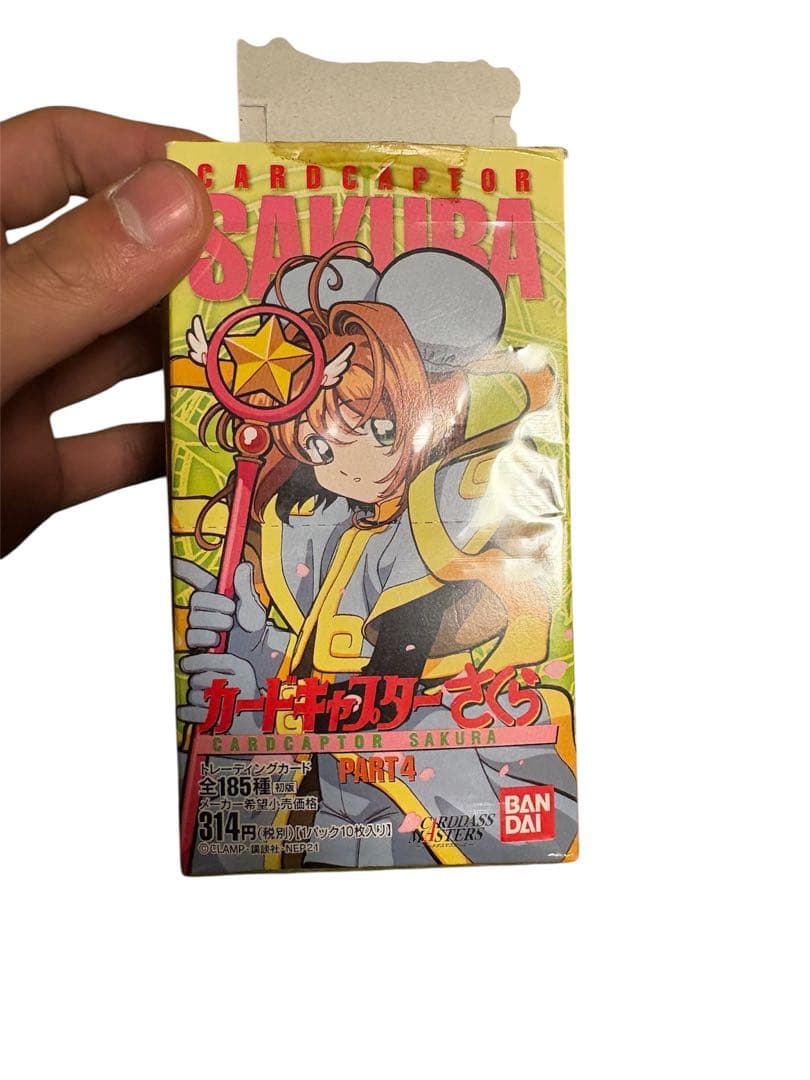 CARDCAPTOR
SAKURA
カードキャプターさくら
CARDCAPTOR SAKURA
PART4
トレーディングカード
全185種 初版
メーカー希望小売価格
314円(税別)【1パック10枚入り】
©CLAMP・講談社・NEP21
CARDDASS
MASTERS
BAN
DAI